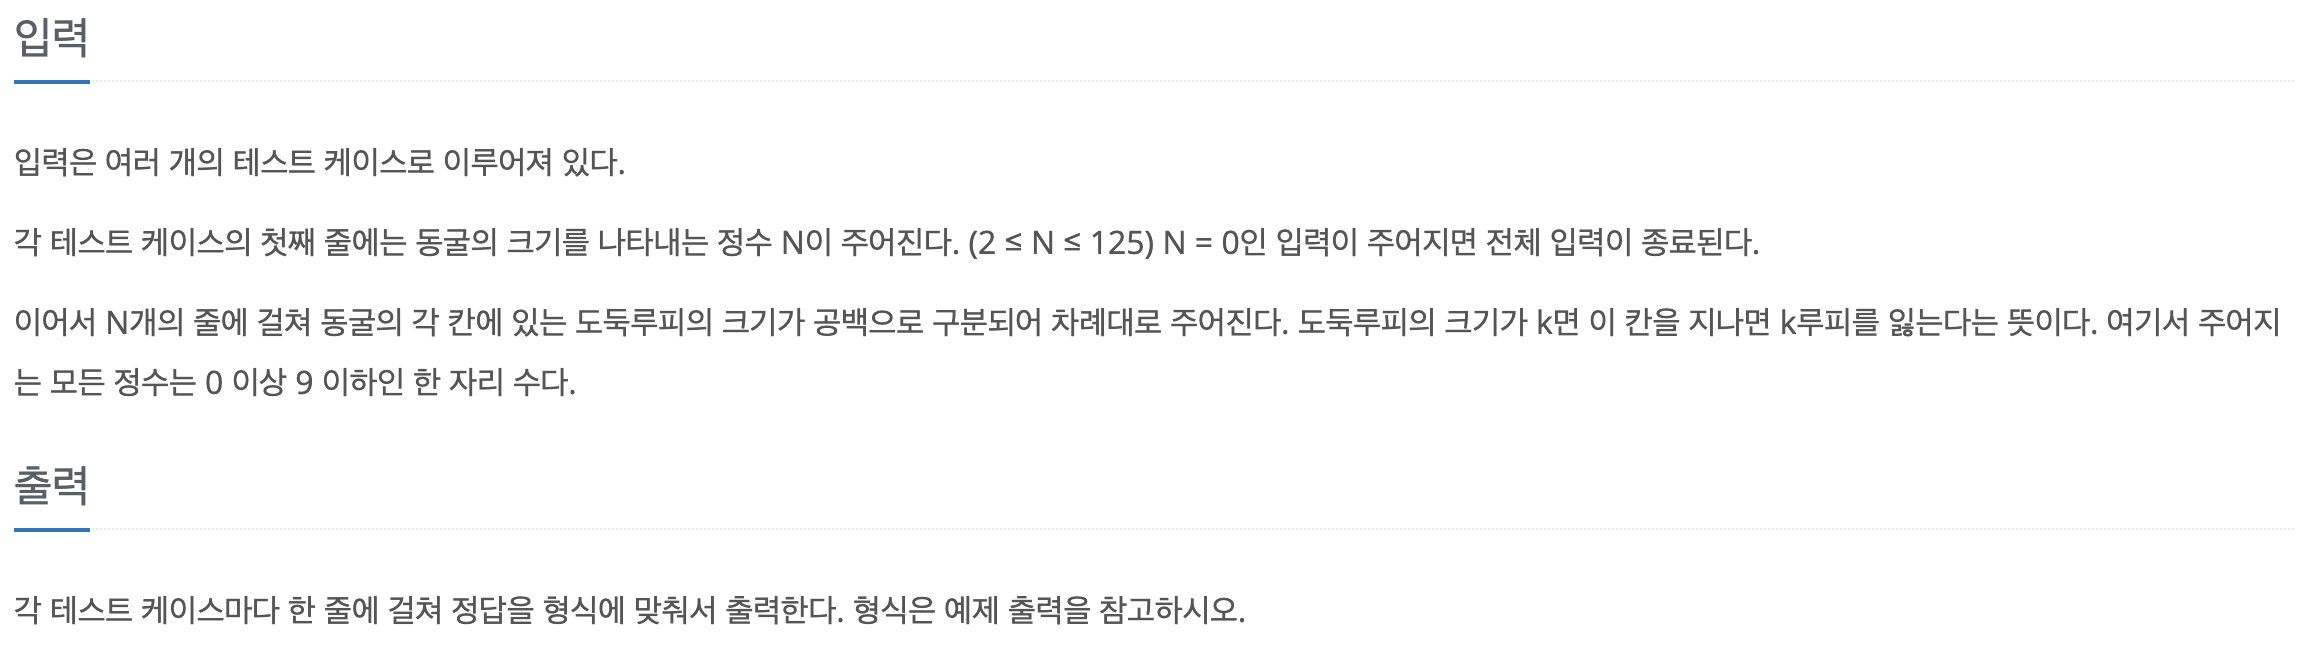 입력
입력은 여러 개의 테스트 케이스로 이루어져 있다.
각 테스트 케이스의 첫째 줄에는 동굴의 크기를 나타내는 정수 N이 주어진다. (2 ≤ N ≤ 125) N = 0인 입력이 주어지면 전체 입력이 종료된다.
이어서 N개의 줄에 걸쳐 동굴의 각 칸에 있는 도둑루피의 크기가 공백으로 구분되어 차례대로 주어진다. 도둑루피의 크기가 k면 이 칸을 지나면 k루피를 잃는다는 뜻이다. 여기서 주어지
는 모든 정수는 0 이상 9 이하인 한 자리 수다.
출력
각 테스트 케이스마다 한 줄에 걸쳐 정답을 형식에 맞춰서 출력한다. 형식은 예제 출력을 참고하시오.